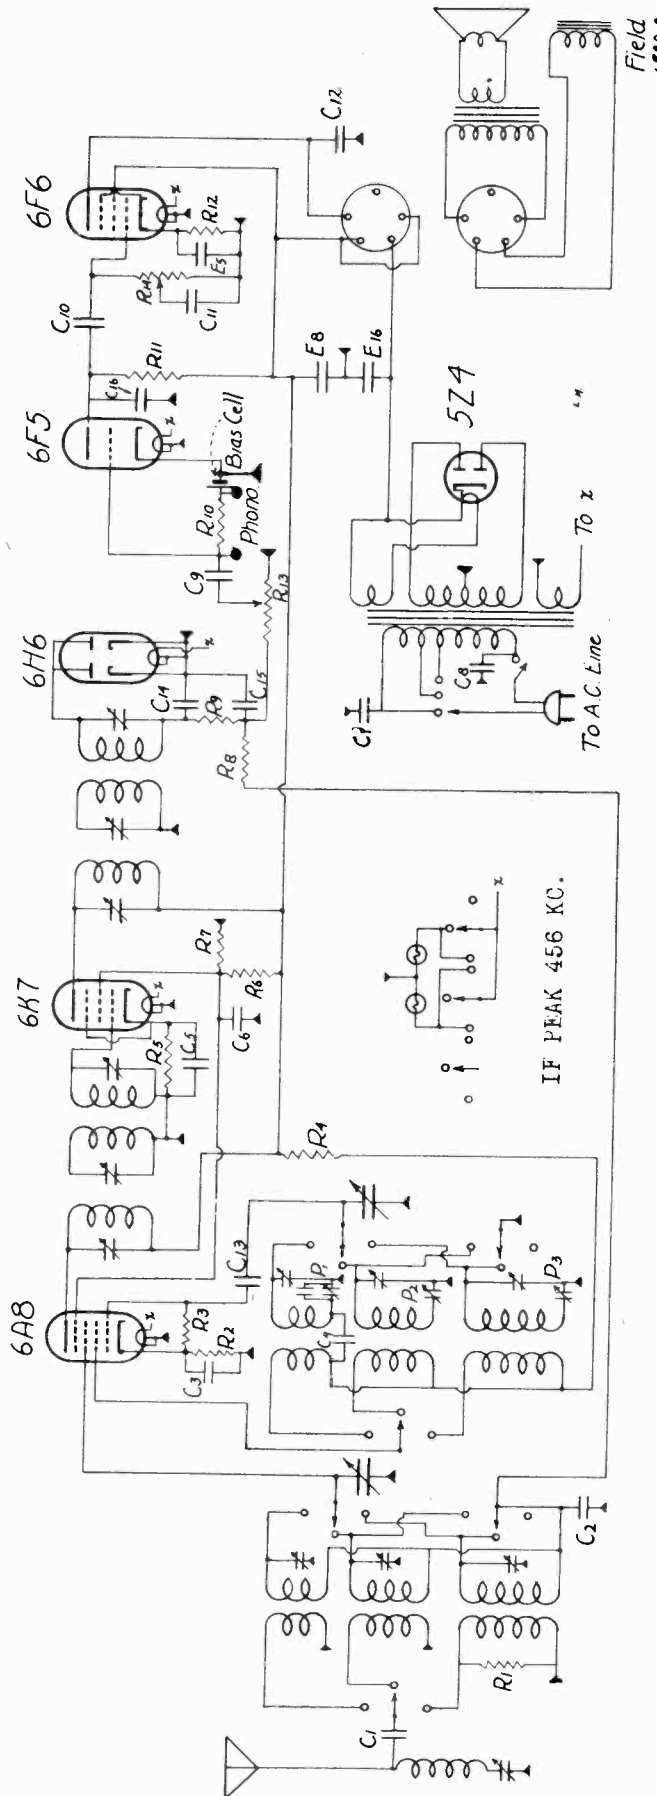 6A8
6K7
6H6
6F5
6F6
C10
C12
R11
C16
R14
C11
E5
R12
Bias Cell
R10
Phono.
C9
R13
C14
R9
C15
R8
E8
E16
5Z4
To x
C8
To A.C. Line
Field
R7
R6
C6
R5
C5
R4
C13
R3
R2
C3
P1
C4
P2
P3
C1
R1
C2
x
x
x
x
x
x
IF PEAK 456 KC.